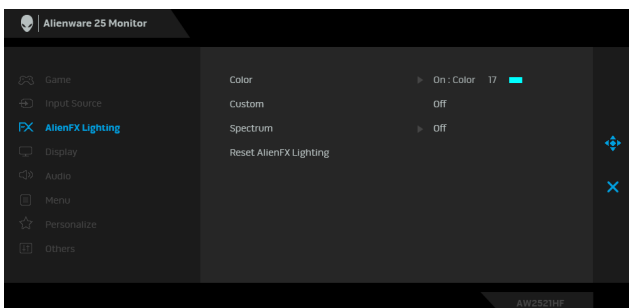 Alienware 25 Monitor
Game
Input Source
AlienFX Lighting
Display
Audio
Menu
Personalize
Others
Color On : Color 17
Custom Off
Spectrum Off
Reset AlienFX Lighting
AW2521HF